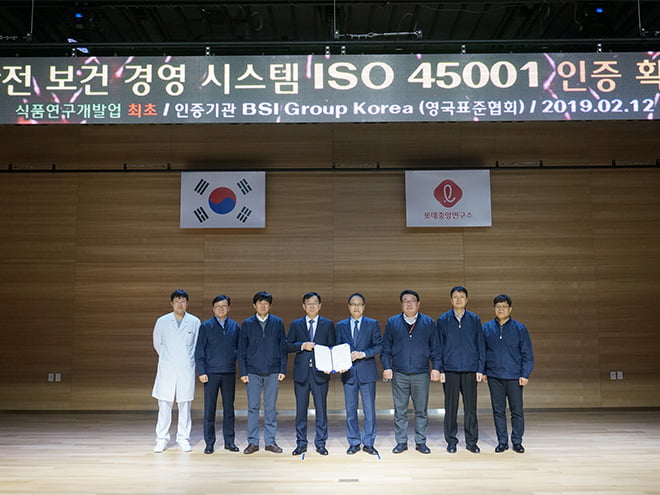 전 보건 경영 시스템 ISO 45001 인증 확
식품연구개발업 최초 / 인증기관 BSI Group Korea (영국표준협회) / 2019.02.12
롯데중앙연구소